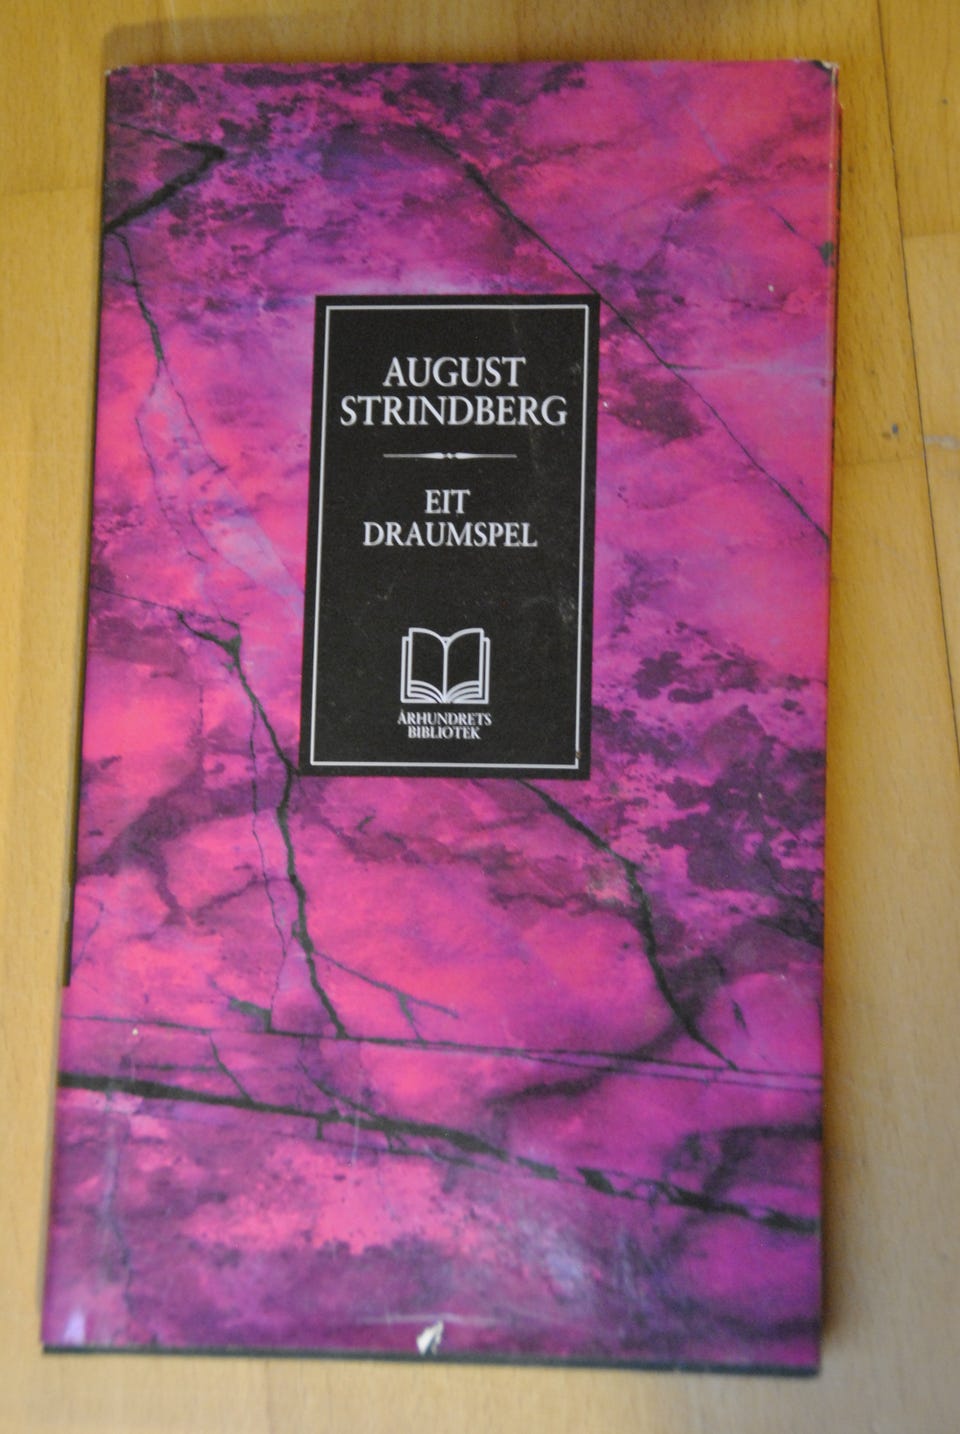 AUGUST
STRINDBERG
EIT
DRAUMSPEL
ÅRHUNDRETS
BIBLIOTEK